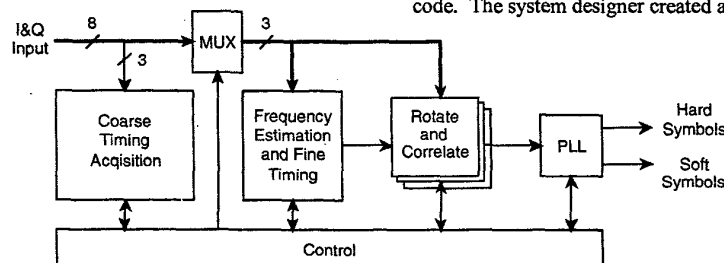 code. The system designer created a
I&Q
Input
8
3
MUX
3
Coarse
Timing
Acqisition
Frequency
Estimation
and Fine
Timing
Rotate
and
Correlate
PLL
Hard
Symbols
Soft
Symbols
Control